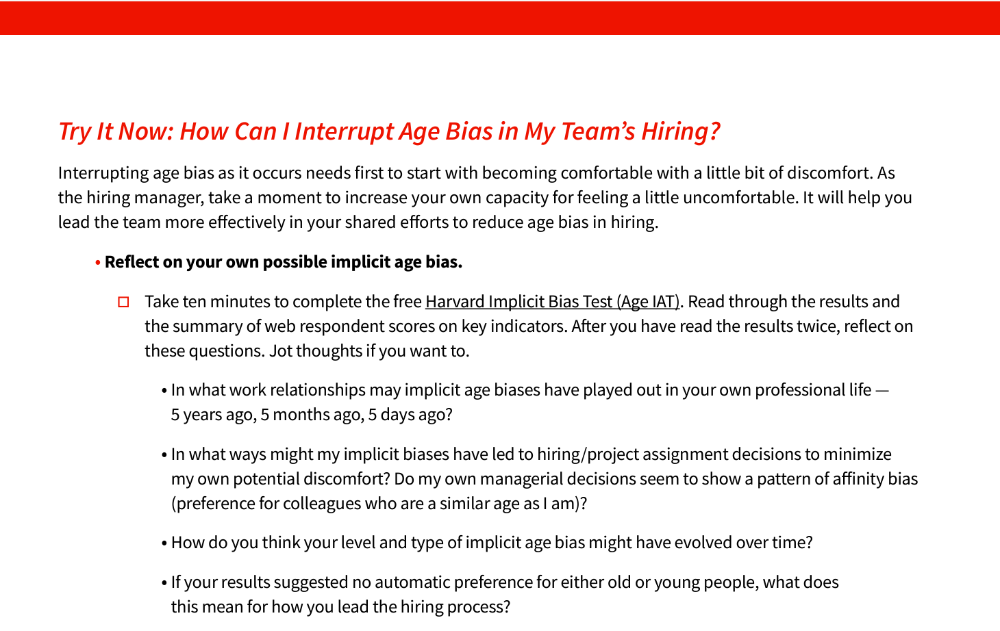 Try It Now: How Can I Interrupt Age Bias in My Team’s Hiring?
Interrupting age bias as it occurs needs first to start with becoming comfortable with a little bit of discomfort. As
the hiring manager, take a moment to increase your own capacity for feeling a little uncomfortable. It will help you
lead the team more effectively in your shared efforts to reduce age bias in hiring.
• Reflect on your own possible implicit age bias.
□ Take ten minutes to complete the free Harvard Implicit Bias Test (Age IAT). Read through the results and
the summary of web respondent scores on key indicators. After you have read the results twice, reflect on
these questions. Jot thoughts if you want to.
• In what work relationships may implicit age biases have played out in your own professional life —
5 years ago, 5 months ago, 5 days ago?
• In what ways might my implicit biases have led to hiring/project assignment decisions to minimize
my own potential discomfort? Do my own managerial decisions seem to show a pattern of affinity bias
(preference for colleagues who are a similar age as I am)?
• How do you think your level and type of implicit age bias might have evolved over time?
• If your results suggested no automatic preference for either old or young people, what does
this mean for how you lead the hiring process?